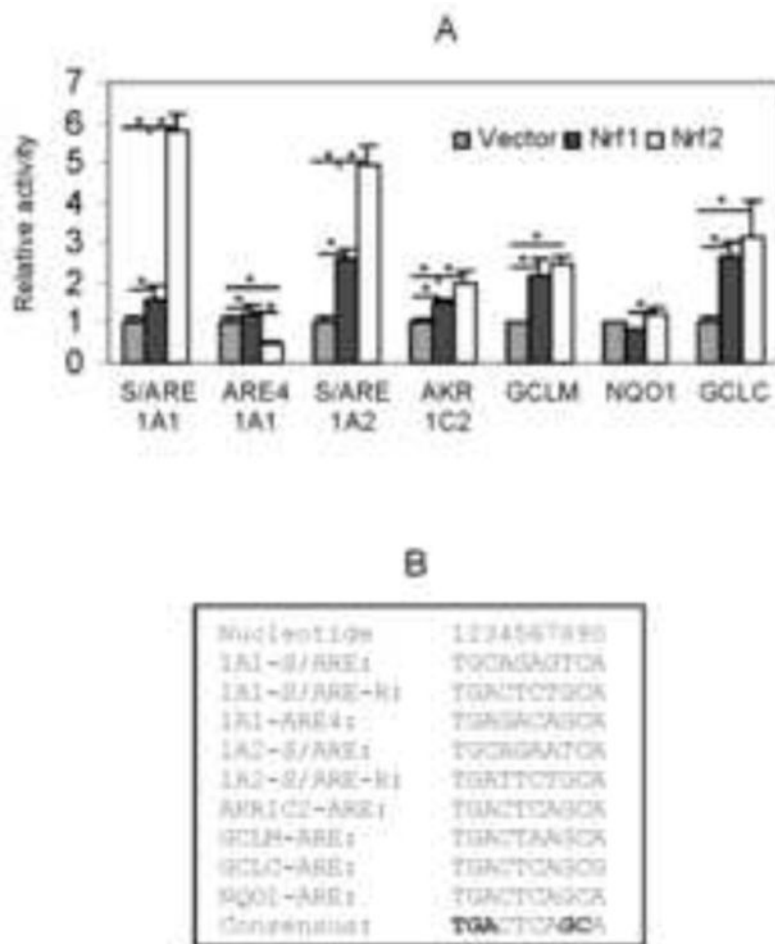 A
7
6
5
4
3
2
1
0
Relative activity
Vector Nrf1 Nrf2
S/ARE 1A1
ARE4 1A1
S/ARE 1A2
AKR 1C2
GCLM
NQO1
GCLC
B
Nucleotide 1234567890
1A1-S/ARE: TGCAGAGTCA
1A1-S/ARE-R: TGACTCTGCA
1A1-ARE4: TGAGACAGCA
1A2-S/ARE: TGCAGAATCA
1A2-S/ARE-R: TGATTCTGCA
AKR1C2-ARE: TGACTCAGCA
GCLM-ARE: TGACTAAGCA
GCLC-ARE: TGACTCAGCG
NQO1-ARE: TGACTCAGCA
Consensus: TGACTCAGCA